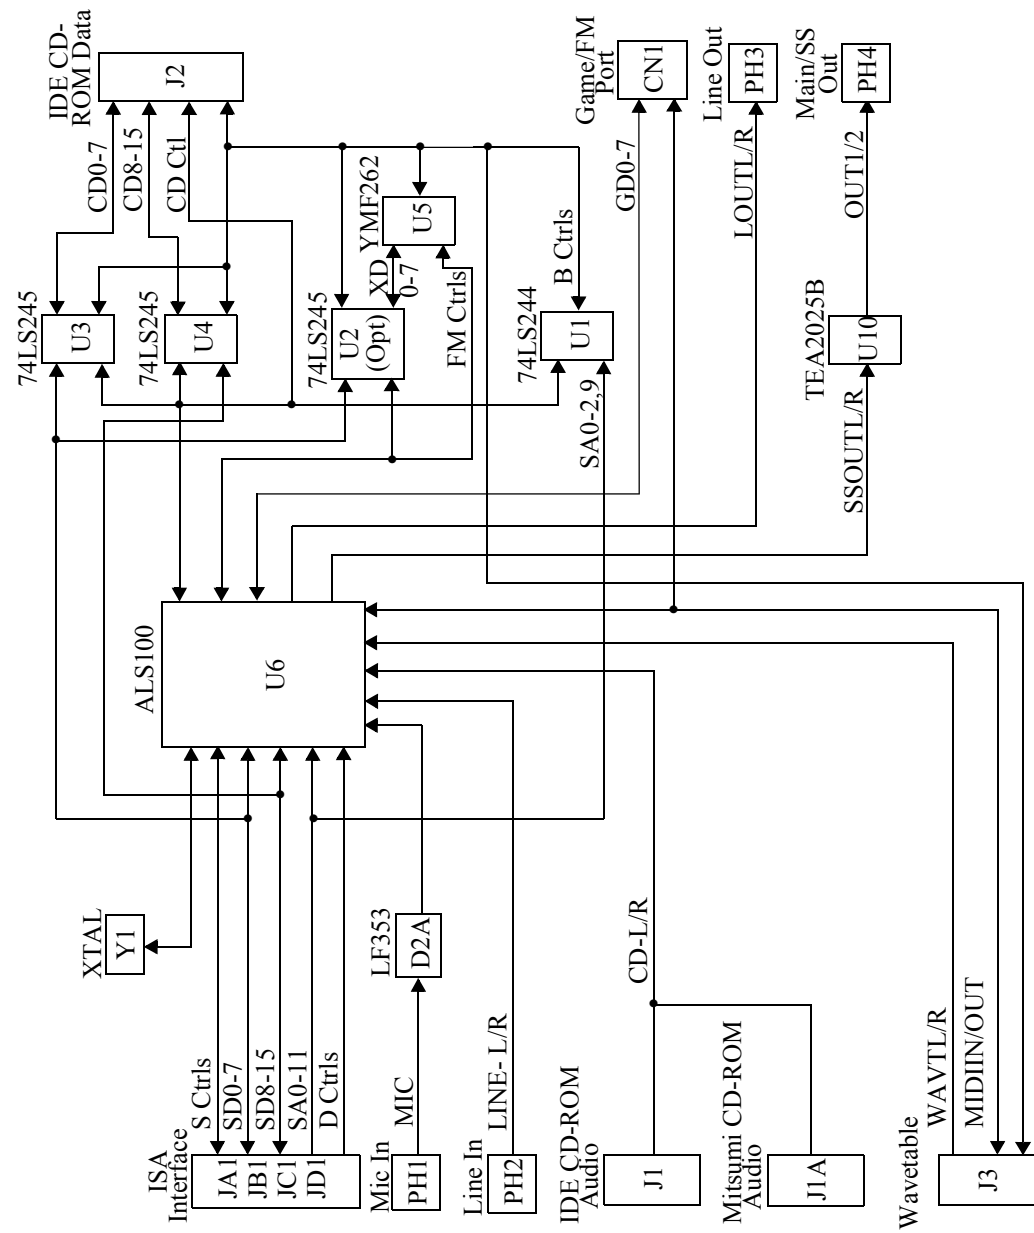 ISA
Interface
JA1
JB1
JC1
JD1
S Ctrls
SD0-7
SD8-15
SA0-11
D Ctrls
Mic In
PH1
MIC
Line In
PH2
LINE- L/R
IDE CD-ROM
Audio
J1
Mitsumi CD-ROM
Audio
J1A
Wavetable
J3
WAVTL/R
MIDIIN/OUT
XTAL
Y1
LF353
D2A
CD-L/R
ALS100
U6
74LS245
U3
74LS245
U4
74LS245
U2
(Opt)
XD
0-7
YMF262
U5
FM Ctrls
74LS244
U1
SA0-2,9
B Ctrls
TEA2025B
U10
SSOUTL/R
IDE CD-
ROM Data
J2
CD0-7
CD8-15
CD Ctl
Game/FM
Port
CN1
GD0-7
Line Out
PH3
LOUTL/R
Main/SS
Out
PH4
OUT1/2